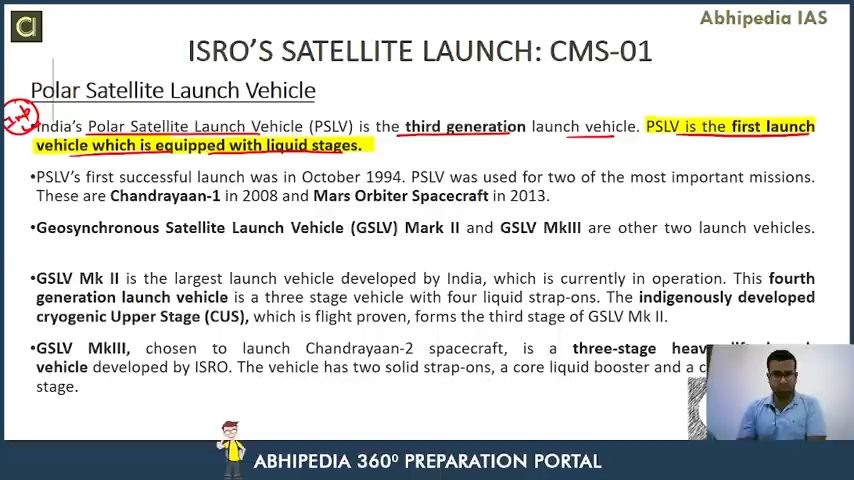 Abhipedia IAS
ISRO'S SATELLITE LAUNCH: CMS-01
Polar Satellite Launch Vehicle
Imp
India's Polar Satellite Launch Vehicle (PSLV) is the third generation launch vehicle. PSLV is the first launch
vehicle which is equipped with liquid stages.
•PSLV's first successful launch was in October 1994. PSLV was used for two of the most important missions.
These are Chandrayaan-1 in 2008 and Mars Orbiter Spacecraft in 2013.
•Geosynchronous Satellite Launch Vehicle (GSLV) Mark II and GSLV MkIII are other two launch vehicles.
•GSLV Mk II is the largest launch vehicle developed by India, which is currently in operation. This fourth
generation launch vehicle is a three stage vehicle with four liquid strap-ons. The indigenously developed
cryogenic Upper Stage (CUS), which is flight proven, forms the third stage of GSLV Mk II.
•GSLV MkIII, chosen to launch Chandrayaan-2 spacecraft, is a three-stage
vehicle developed by ISRO. The vehicle has two solid strap-ons, a core liquid booster and a
stage.
ABHIPEDIA 360⁰ PREPARATION PORTAL